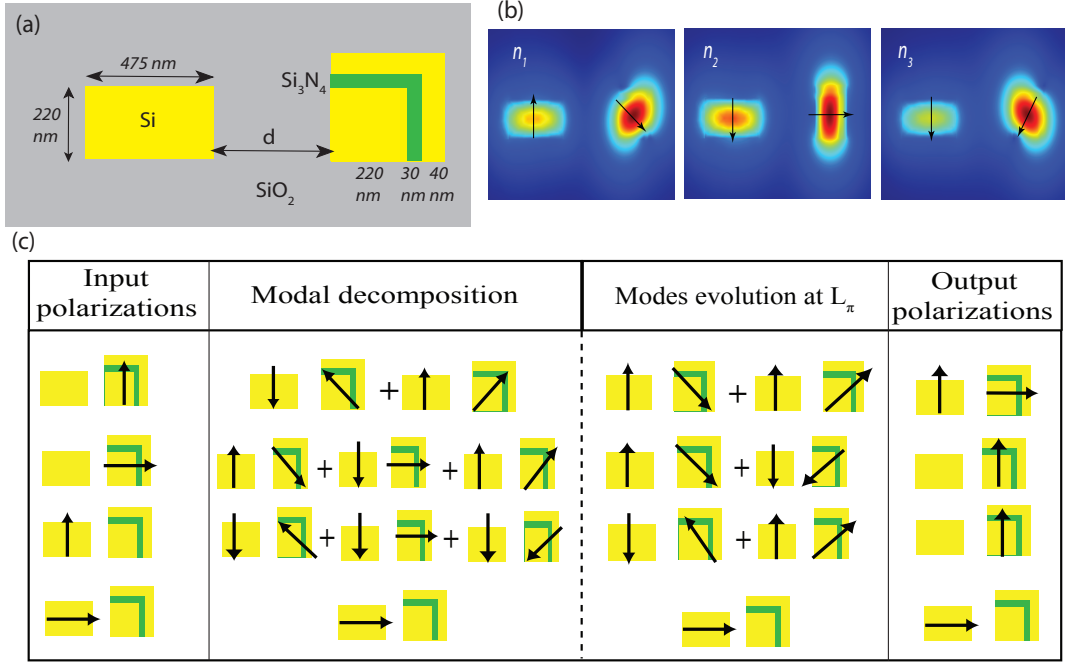 (a)
475 nm
220
nm
Si
Si3N4
d
220
nm
30
nm
40
nm
SiO2
(b)
n1
n2
n3
(c)
Input
polarizations
Modal decomposition
Modes evolution at Lπ
Output
polarizations
+
+
+
+
+
+
+
+
+